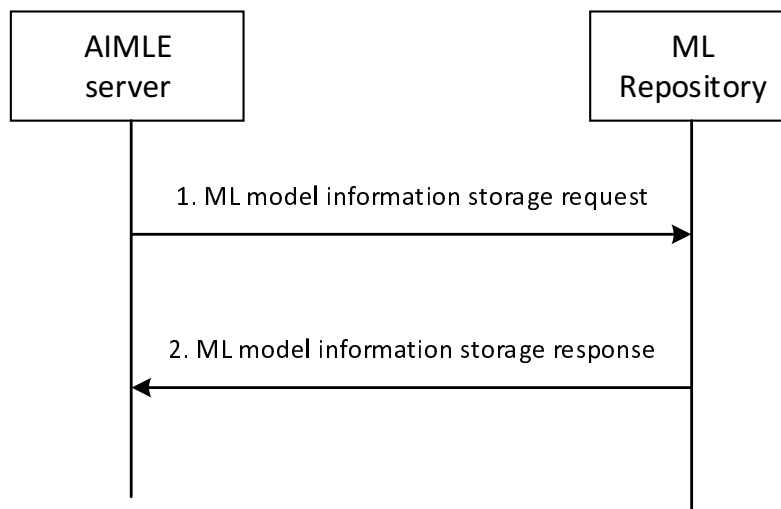 AIMLE
server
ML
Repository
1. ML model information storage request
2. ML model information storage response